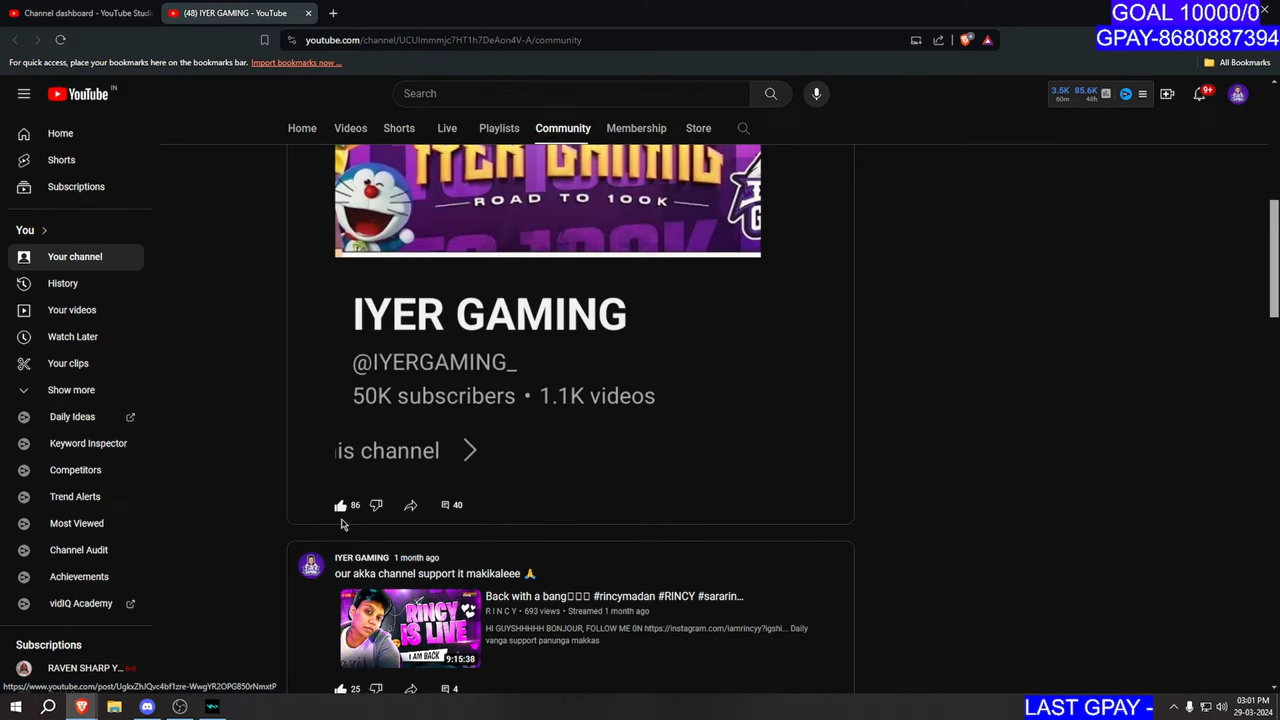 Channel dashboard — YouTube Studi
(48) IYER GAMING - YouTube
GOAL 10000/0
GPAY-8680887394
youtube.com/channel/UCUlmmmjc7HT1h7DeAon4V-A/community
For quick access, place your bookmarks here on the bookmarks bar. Import bookmarks now ...
All Bookmarks
YouTube IN
Search
3.5K 85.6K
60m 48h
9+
Home Videos Shorts Live Playlists Community Membership Store
Home
Shorts
Subscriptions
You
Your channel
History
Your videos
Watch Later
Your clips
Show more
Daily Ideas
Keyword Inspector
Competitors
Trend Alerts
Most Viewed
Channel Audit
Achievements
vidIQ Academy
Subscriptions
RAVEN SHARP Y...
IYER GAMING
ROAD TO 100K
IYER GAMING
@IYERGAMING_
50K subscribers • 1.1K videos
is channel
86 40
IYER GAMING 1 month ago
our akka channel support it makikaleee 🙏
LIVE
RINCY
IS LIVE
I AM BACK
9:15:38
Back with a bang▯▯▯ #rincymadan #RINCY #sararin...
R I N C Y • 693 views • Streamed 1 month ago
HI GUYSHHHHH BONJOUR, FOLLOW ME 0N https://instagram.com/iamrincyy?igshi... Daily
vanga support panunga makkas
25 4
LAST GPAY -
03:01 PM
29-03-2024